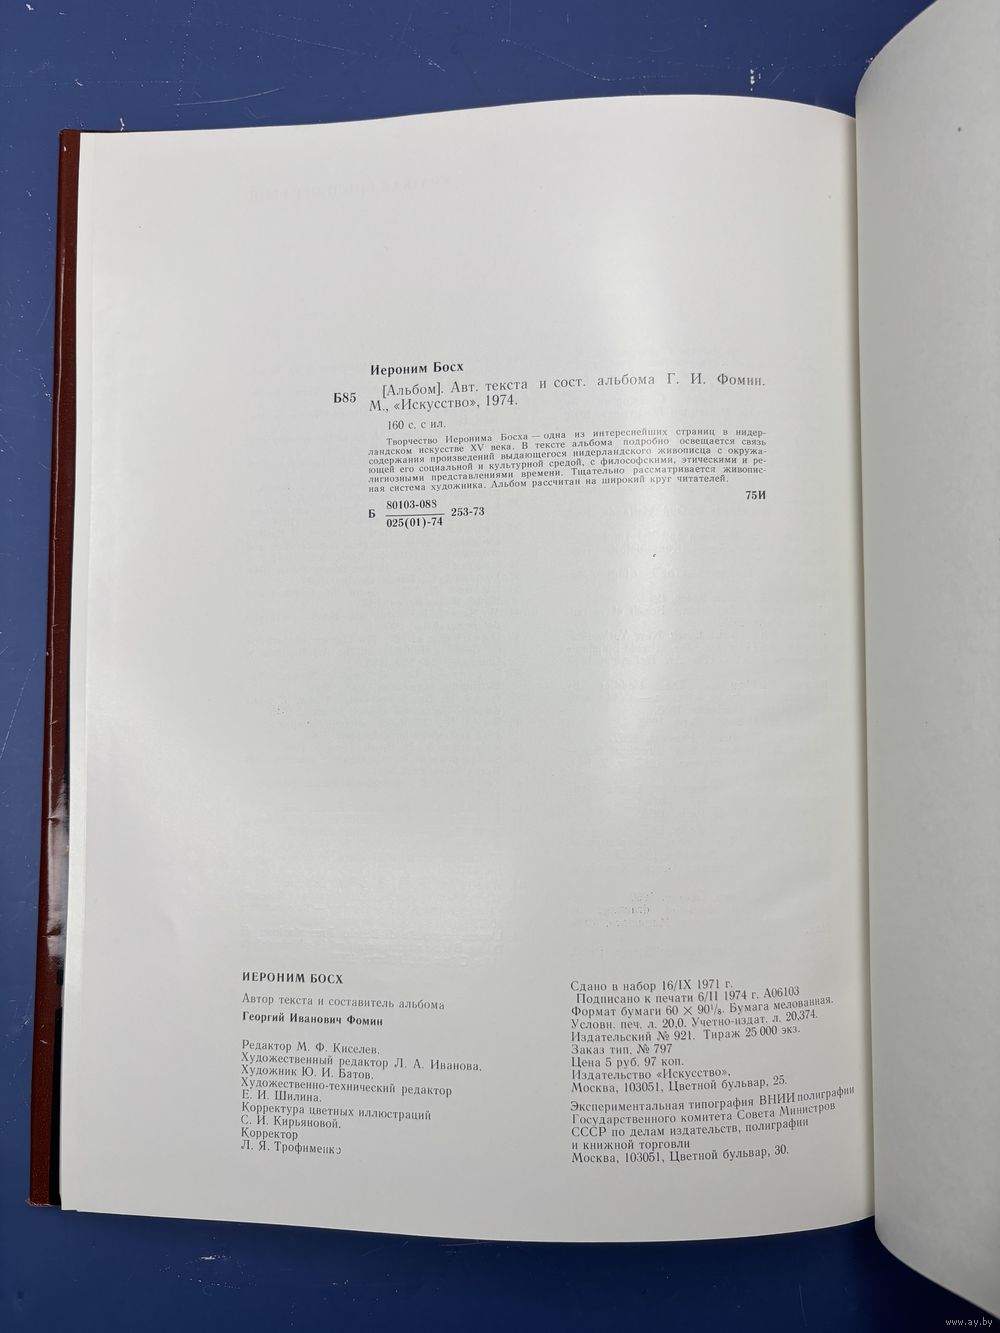 Иероним Босх
Б85
[Альбом]. Авт. текста и сост. альбома Г. И. Фомин.
М., «Искусство», 1974.
160 с. с ил.
Творчество Иеронима Босха — одна из интереснейших страниц в нидер-
ландском искусстве XV века. В тексте альбома подробно освещается связь
содержания произведений выдающегося нидерландского живописца с окружа-
ющей его социальной и культурной средой, с философскими, этическими и ре-
лигиозными представлениями времени. Тщательно рассматривается живопис-
ная система художника. Альбом рассчитан на широкий круг читателей.
Б 80103-088
025(01)-74 253-73
75И
ИЕРОНИМ БОСХ
Автор текста и составитель альбома
Георгий Иванович Фомин
Редактор М. Ф. Киселев.
Художественный редактор Л. А. Иванова.
Художник Ю. И. Батов.
Художественно-технический редактор
Е. И. Шилина.
Корректура цветных иллюстраций
С. И. Кирьяновой.
Корректор
Л. Я. Трофименко
Сдано в набор 16/IX 1971 г.
Подписано к печати 6/II 1974 г. А06103
Формат бумаги 60 × 90¹/₈. Бумага мелованная.
Условн. печ. л. 20,0. Учетно-издат. л. 20,374.
Издательский № 921. Тираж 25 000 экз.
Заказ тип. № 797
Цена 5 руб. 97 коп.
Издательство «Искусство»,
Москва, 103051, Цветной бульвар, 25.
Экспериментальная типография ВНИИ полиграфии
Государственного комитета Совета Министров
СССР по делам издательств, полиграфии
и книжной торговли
Москва, 103051, Цветной бульвар, 30.
www.ay.by